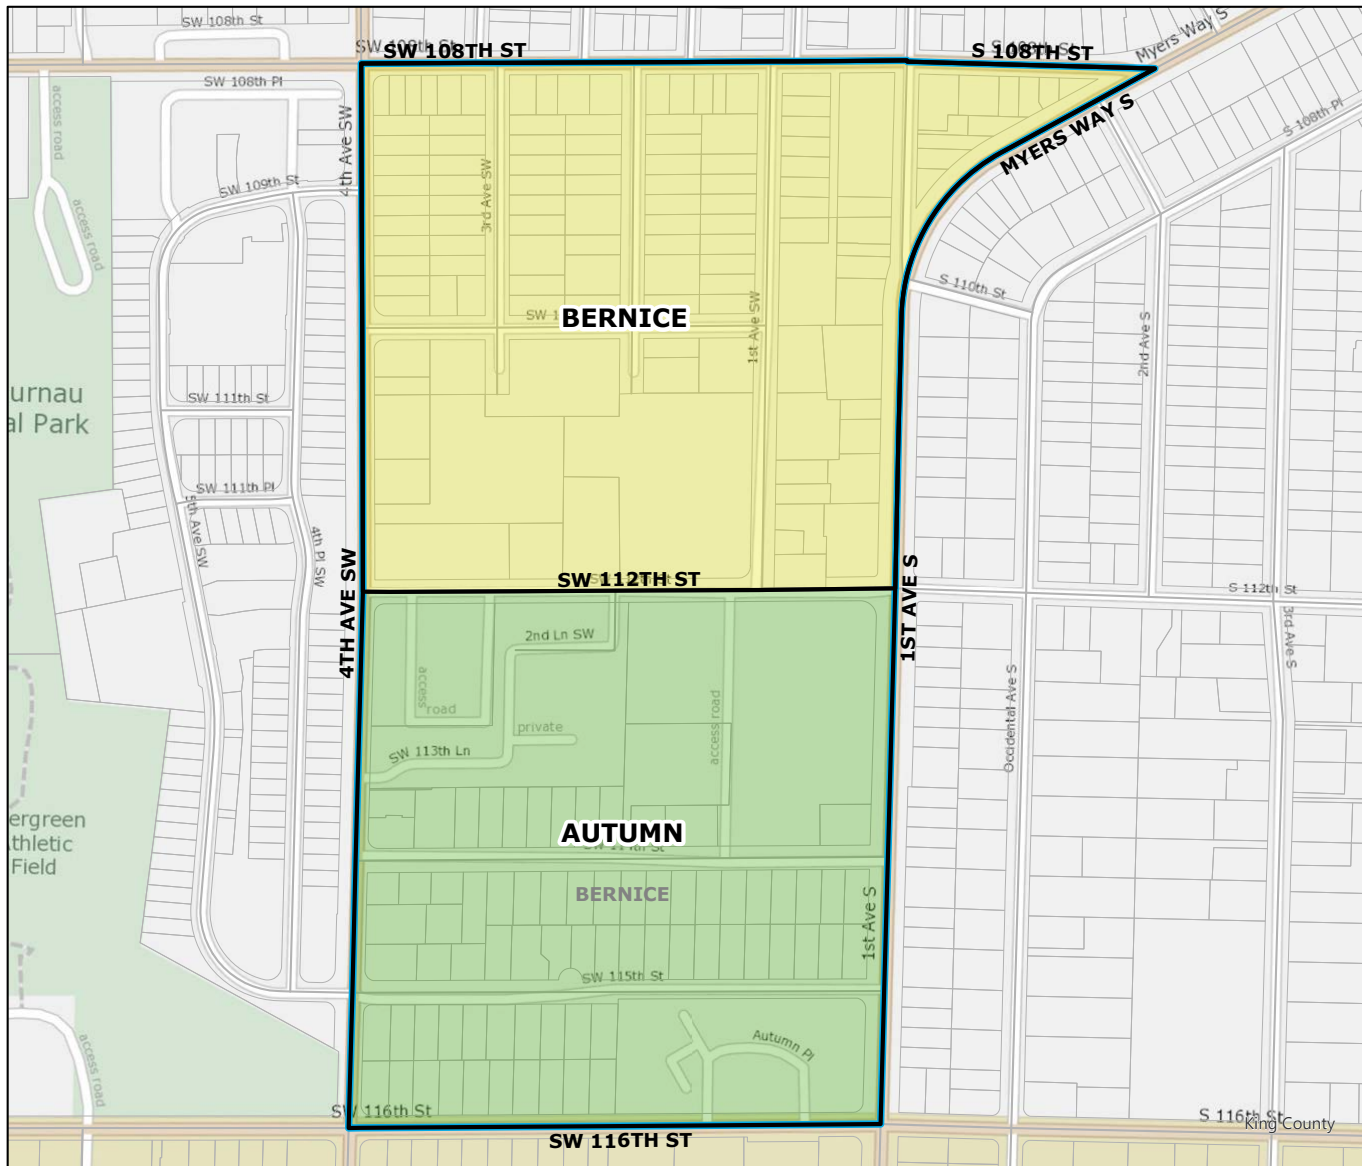 SW 108th St
SW 108th St
SW 108TH ST
S 108th St
S 108TH ST
Myers Way S
SW 108th Pl
access road
4th Ave SW
MYERS WAY S
S 108th Pl
SW 109th St
3rd Ave SW
access road
S 110th St
BERNICE
1st Ave SW
2nd Ave S
urnau
al Park
SW 111th St
SW 111th Pl
5th Ave SW
4th Pl SW
4TH AVE SW
SW 112TH ST
1ST AVE S
S 112th St
3rd Ave S
2nd Ln SW
access
road
private
SW 113th Ln
access road
Occidental Ave S
ergreen
thletic
Field
AUTUMN
BERNICE
1st Ave S
SW 115th St
Autumn Pl
access road
SW 116th St
SW 116TH ST
S 116th St
King County